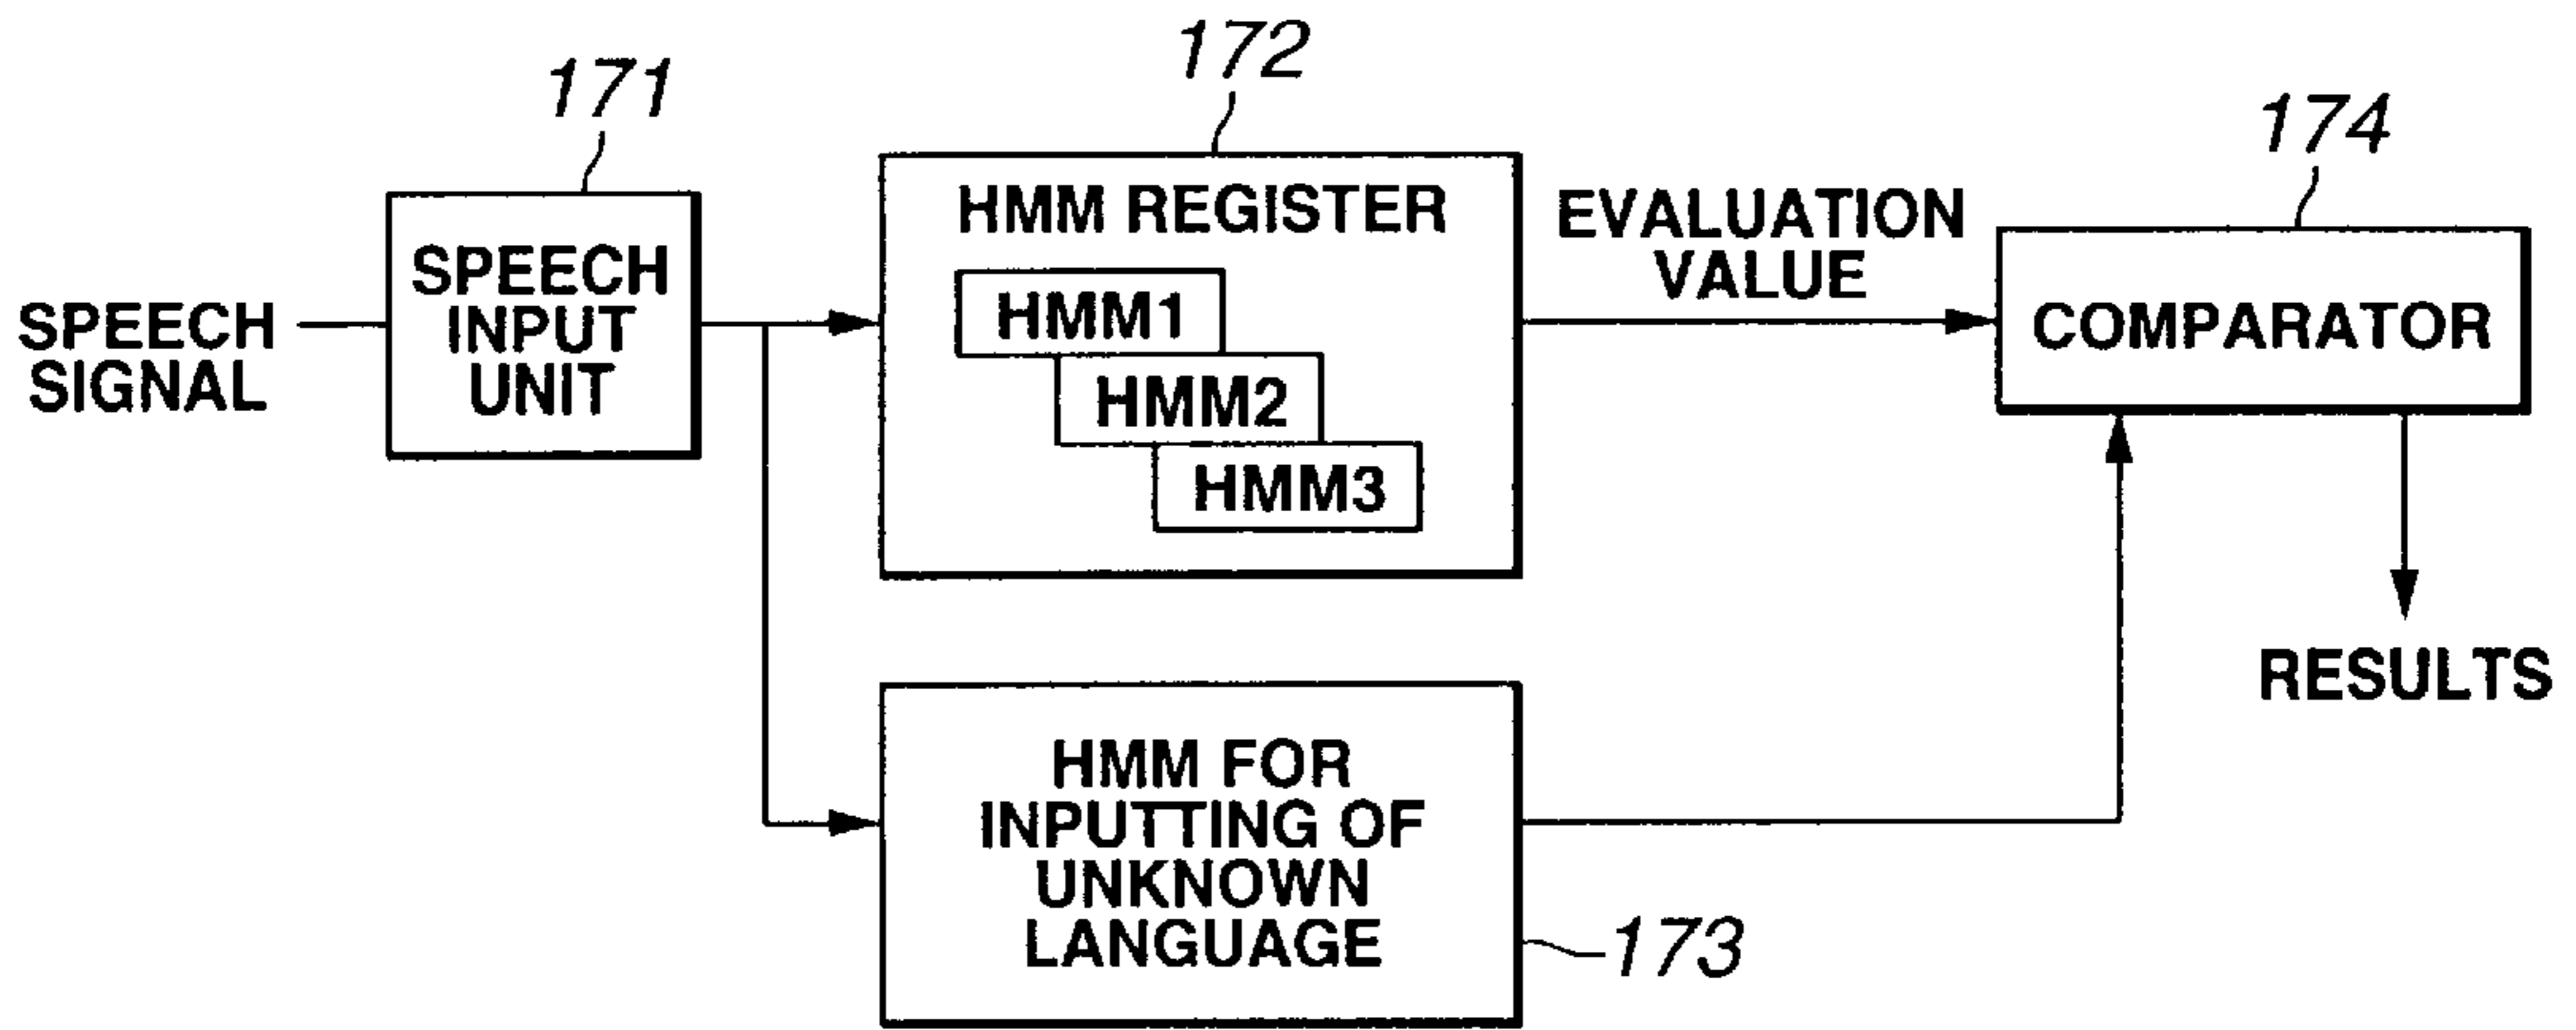 172
171
174
HMM REGISTER
EVALUATION
VALUE
SPEECH
INPUT
UNIT
SPEECH
SIGNAL
HMM1
HMM2
HMM3
COMPARATOR
RESULTS
HMM FOR
INPUTTING OF
UNKNOWN
LANGUAGE
173